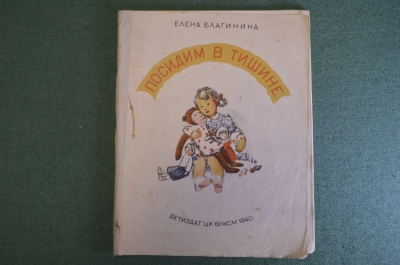 ЕЛЕНА БЛАГИНИНА
ПОСИДИМ В ТИШИНЕ
ДЕТИЗДАТ ЦК ВЛКСМ 1940